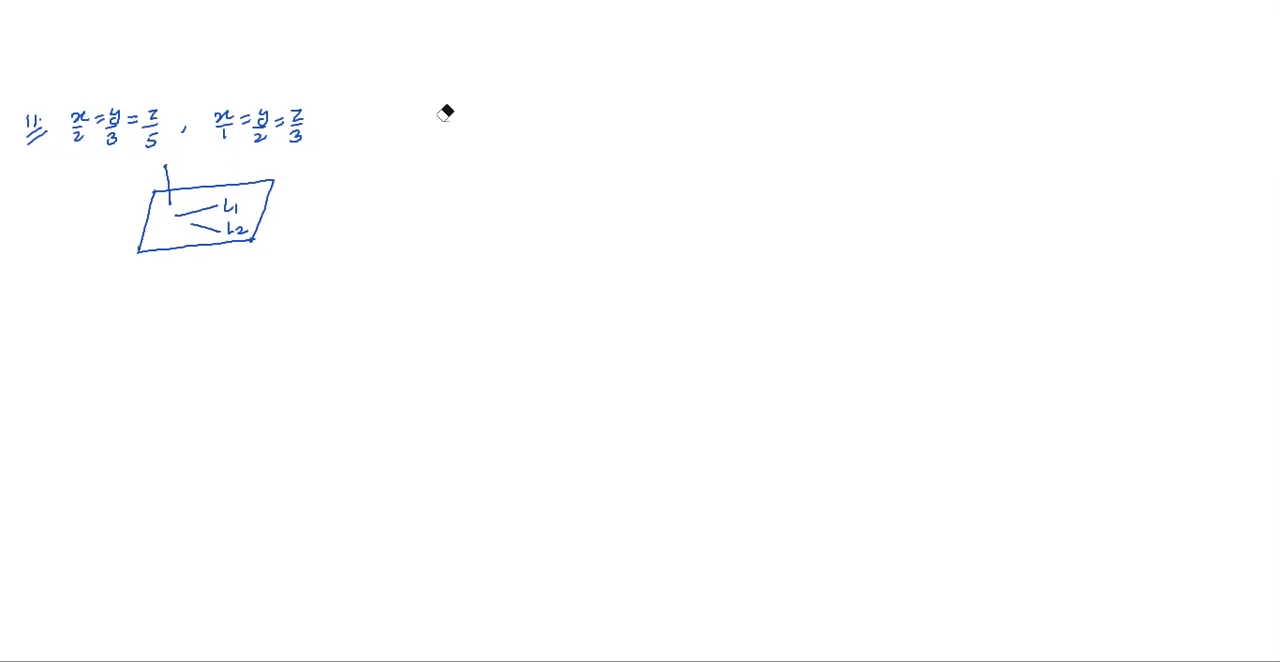 11. x/2 = y/3 = z/5 , x/1 = y/2 = z/3
L1
L2